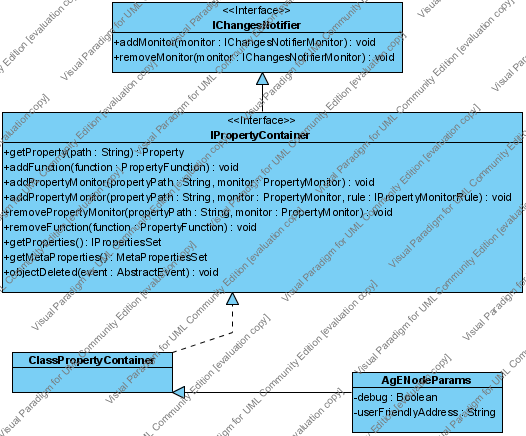 <<Interface>>
IChangesNotifier
+addMonitor(monitor : IChangesNotifierMonitor) : void
+removeMonitor(monitor : IChangesNotifierMonitor) : void
<<Interface>>
IPropertyContainer
+getProperty(path : String) : Property
+addFunction(function : PropertyFunction) : void
+addPropertyMonitor(propertyPath : String, monitor : PropertyMonitor) : void
+addPropertyMonitor(propertyPath : String, monitor : PropertyMonitor, rule : IPropertyMonitorRule) : void
+removePropertyMonitor(propertyPath : String, monitor : PropertyMonitor) : void
+removeFunction(function : PropertyFunction) : void
+getProperties() : IPropertiesSet
+getMetaProperties() : MetaPropertiesSet
+objectDeleted(event : AbstractEvent) : void
ClassPropertyContainer
AgENodeParams
-debug : Boolean
-userFriendlyAddress : String
Visual Paradigm for UML Community Edition [evaluation copy]